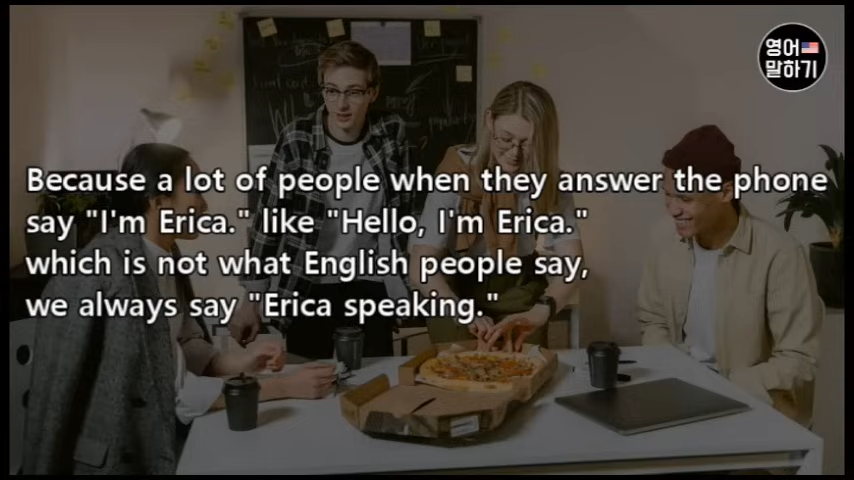 영어
말하기
Because a lot of people when they answer the phone
say "I'm Erica." like "Hello, I'm Erica."
which is not what English people say,
we always say "Erica speaking."